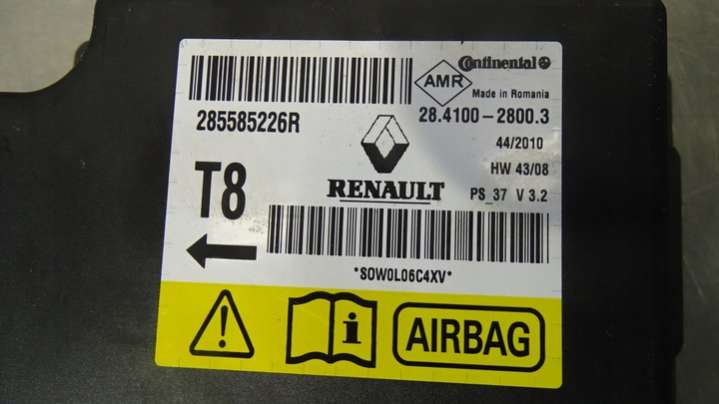 Continental
AMR
Made in Romania
285585226R
28.4100-2800.3
44/2010
HW 43/08
T8
RENAULT
PS_37 V 3.2
*SOW0L06C4XV*
AIRBAG